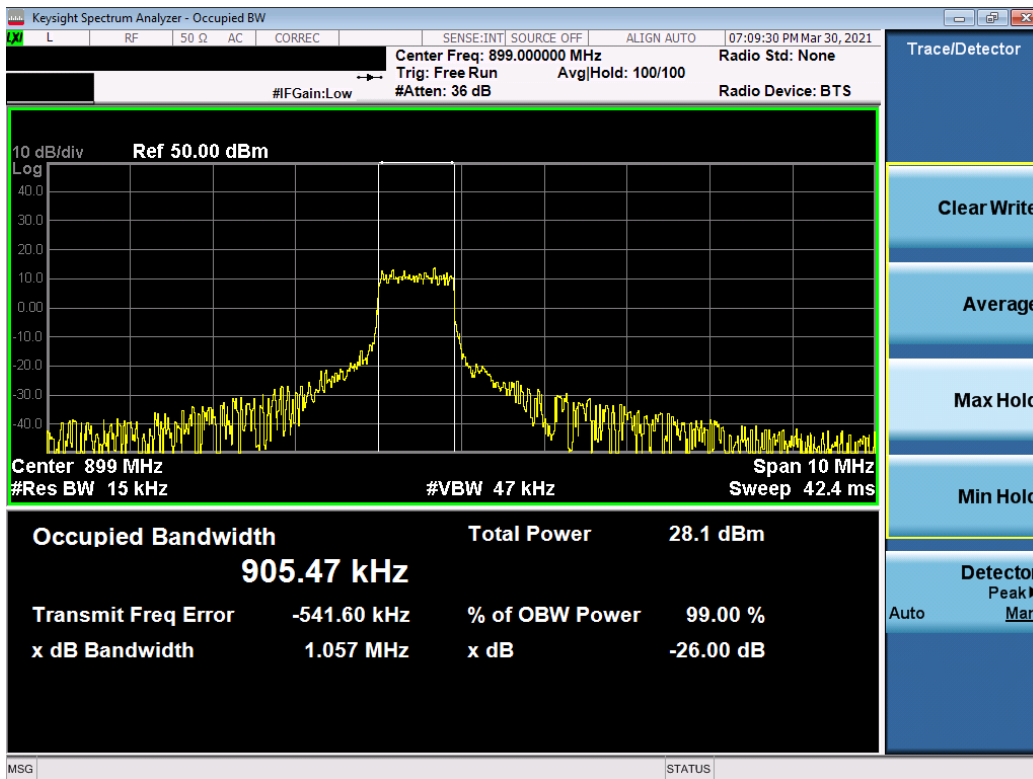 Keysight Spectrum Analyzer - Occupied BW
LXI L RF 50 Ω AC CORREC SENSE:INT SOURCE OFF ALIGN AUTO 07:09:30 PM Mar 30, 2021
Center Freq: 899.000000 MHz Radio Std: None
Trig: Free Run Avg|Hold: 100/100
#IFGain:Low #Atten: 36 dB Radio Device: BTS
10 dB/div Ref 50.00 dBm
Log
40.0
30.0
20.0
10.0
0.00
-10.0
-20.0
-30.0
-40.0
Center 899 MHz Span 10 MHz
#Res BW 15 kHz #VBW 47 kHz Sweep 42.4 ms
Occupied Bandwidth Total Power 28.1 dBm
905.47 kHz
Transmit Freq Error -541.60 kHz % of OBW Power 99.00 %
x dB Bandwidth 1.057 MHz x dB -26.00 dB
MSG STATUS
Trace/Detector
Clear Write
Average
Max Hold
Min Hold
Detector
Peak
Auto Man